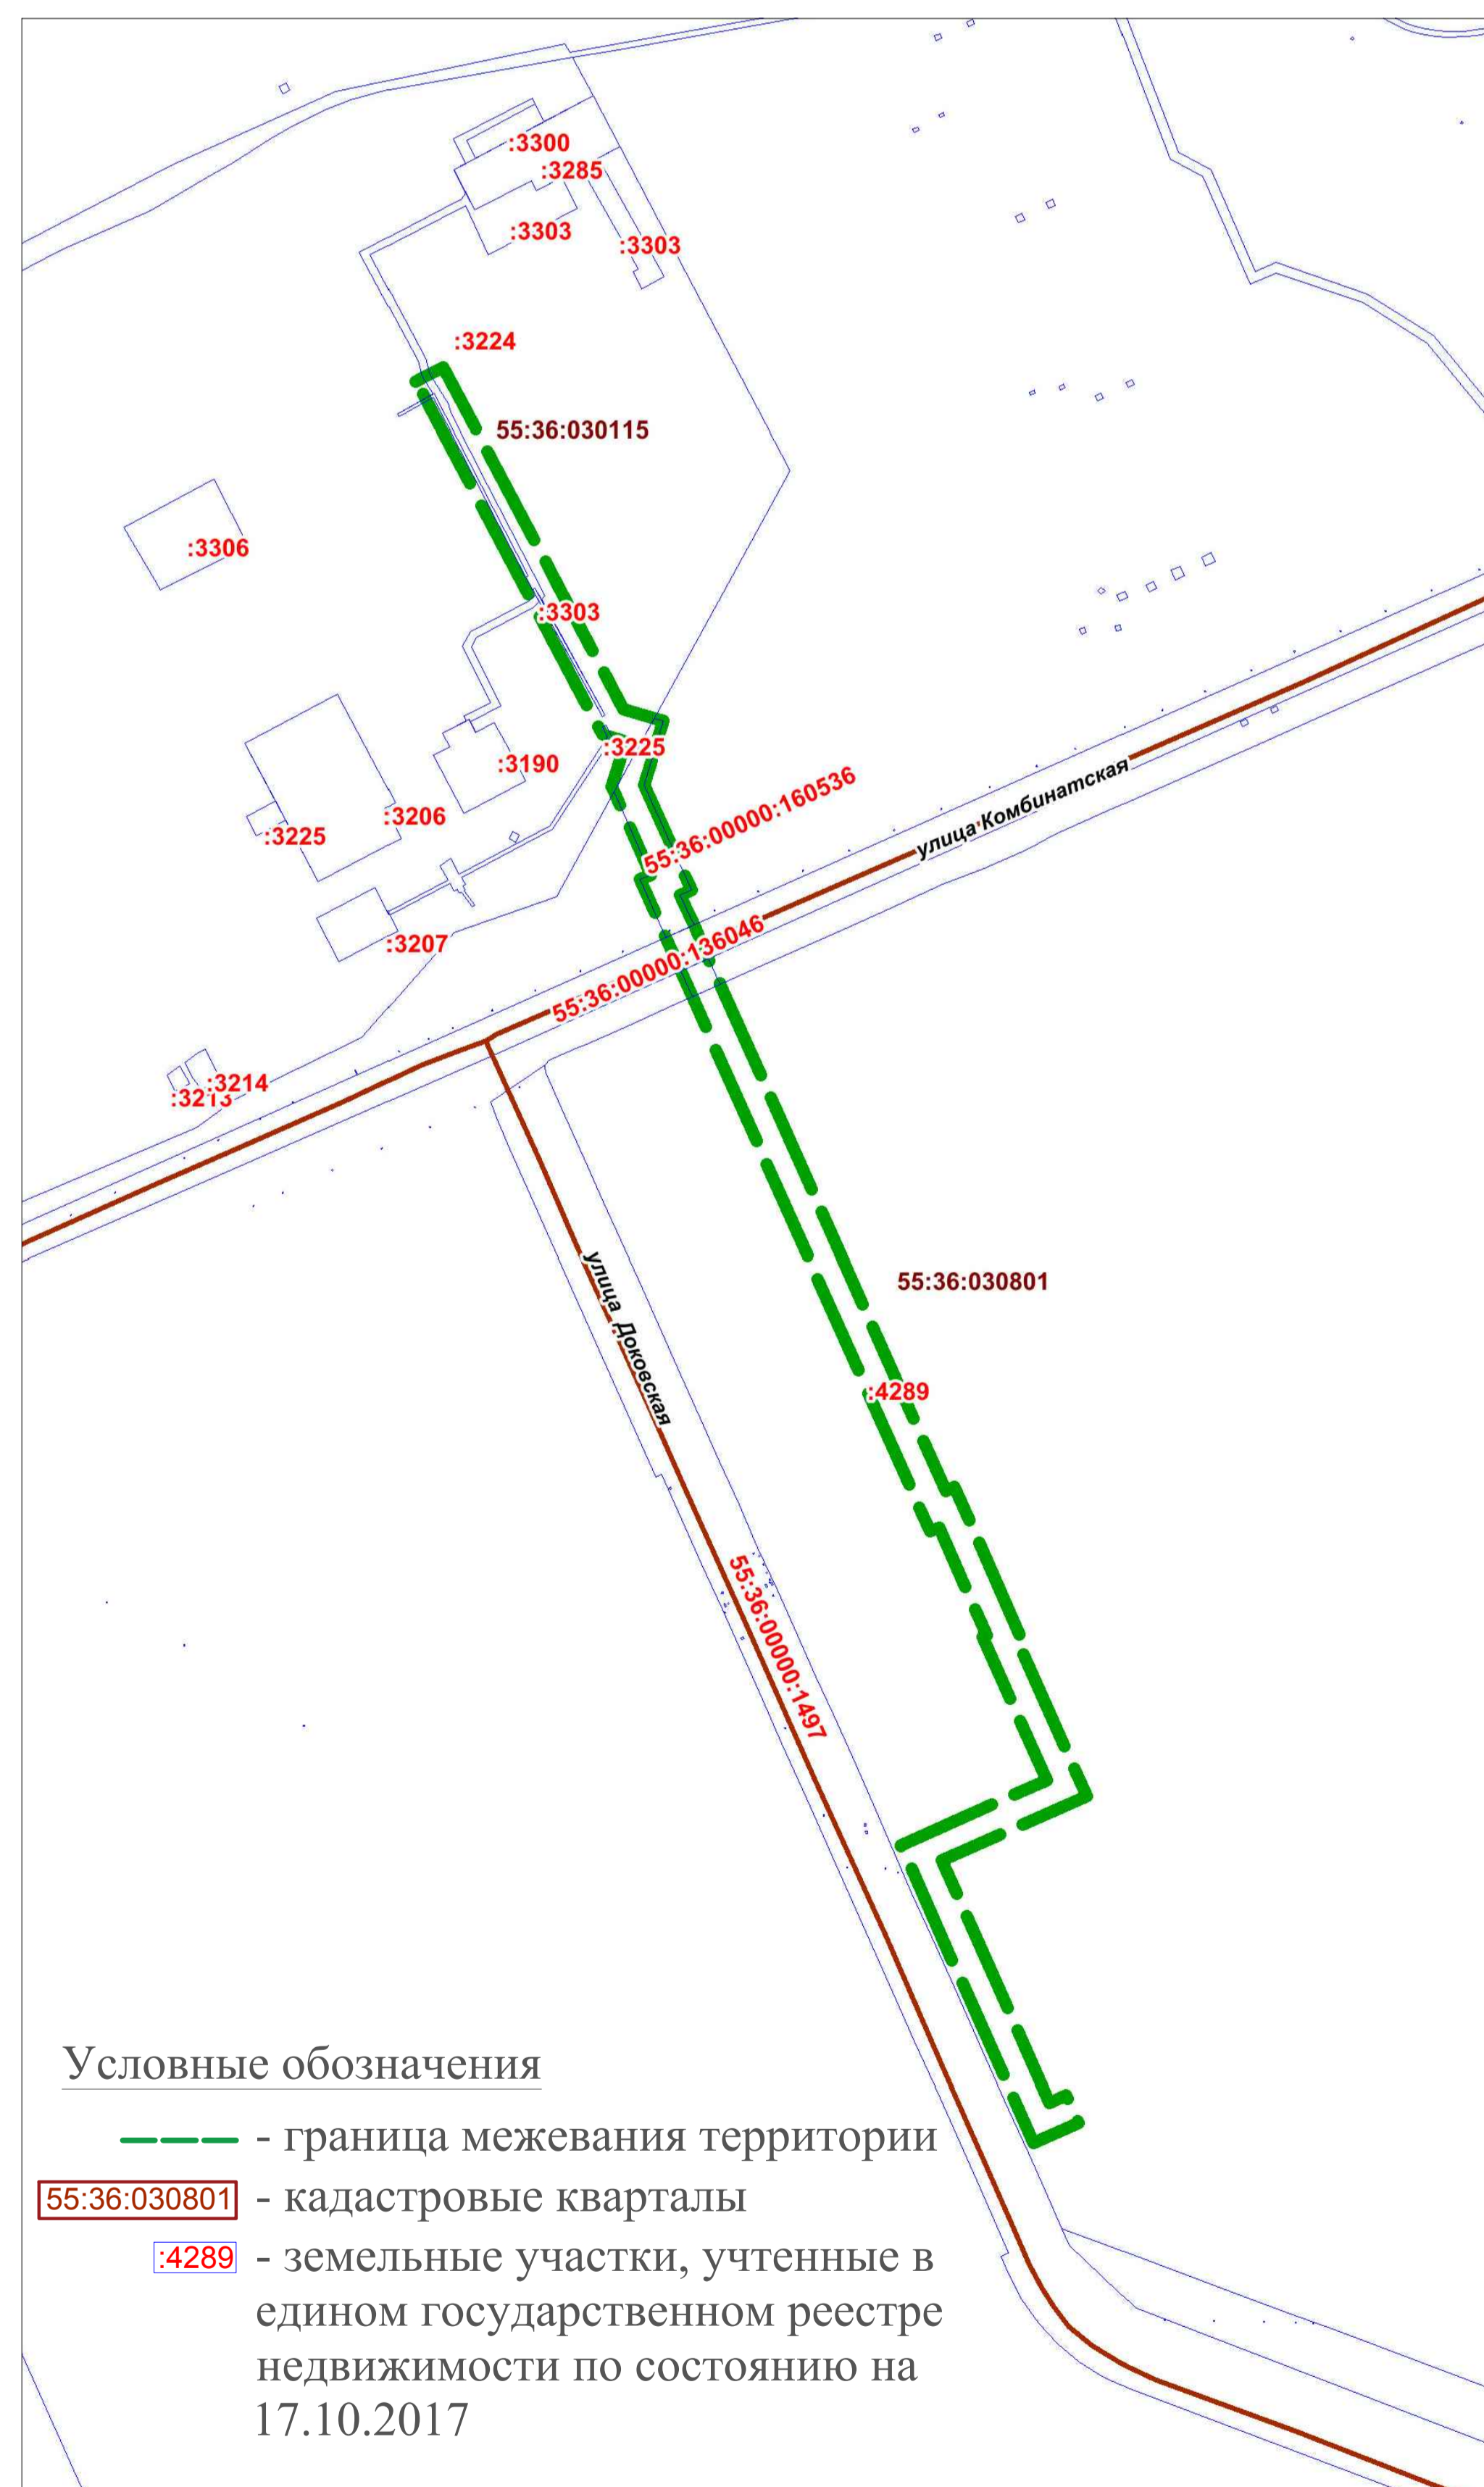 :3300
:3285
:3303
:3303
:3224
55:36:030115
:3306
:3303
:3225
:3190
55:36:00000:160536
улица Комбинатская
:3206
:3225
55:36:00000:136046
:3207
:3214
:3213
55:36:030801
улица Доковская
:4289
55:36:00000:1497
Условные обозначения
- граница межевания территории
55:36:030801 - кадастровые кварталы
:4289 - земельные участки, учтенные в
едином государственном реестре
недвижимости по состоянию на
17.10.2017